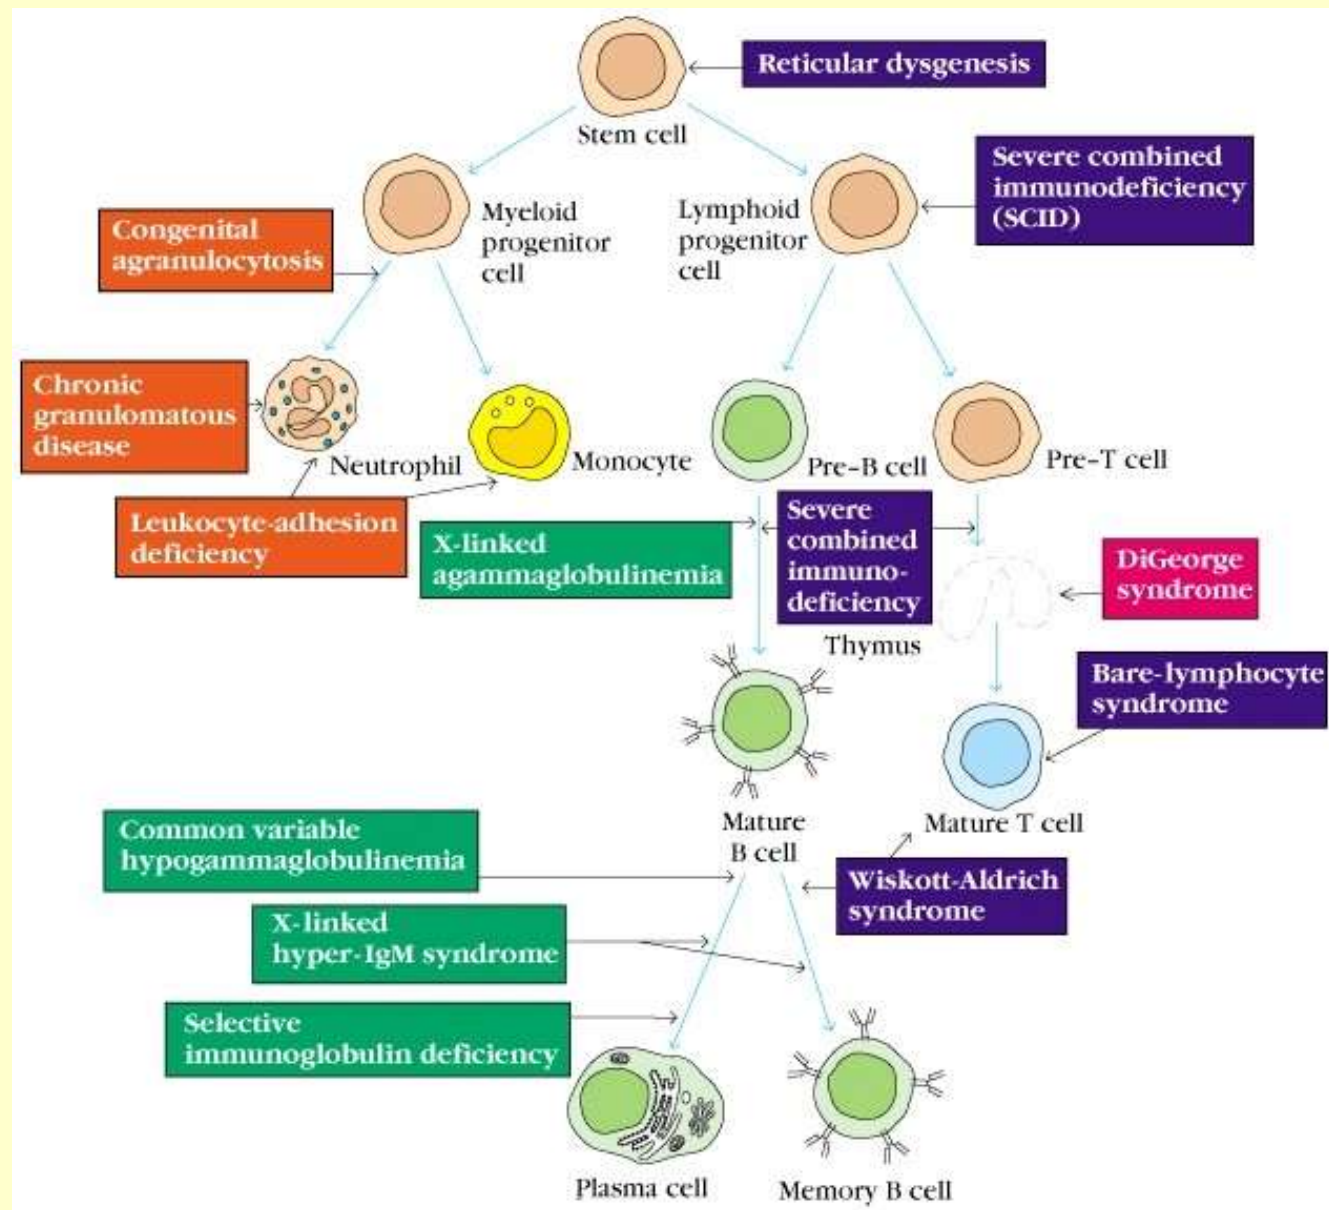 Reticular dysgenesis
Stem cell
Severe combined
immunodeficiency
(SCID)
Myeloid
progenitor
cell
Lymphoid
progenitor
cell
Congenital
agranulocytosis
Chronic
granulomatous
disease
Neutrophil
Monocyte
Pre-B cell
Pre-T cell
Leukocyte-adhesion
deficiency
X-linked
agammaglobulinemia
Severe
combined
immuno-
deficiency
DiGeorge
syndrome
Thymus
Bare-lymphocyte
syndrome
Mature
B cell
Mature T cell
Common variable
hypogammaglobulinemia
Wiskott-Aldrich
syndrome
X-linked
hyper-IgM syndrome
Selective
immunoglobulin deficiency
Plasma cell
Memory B cell